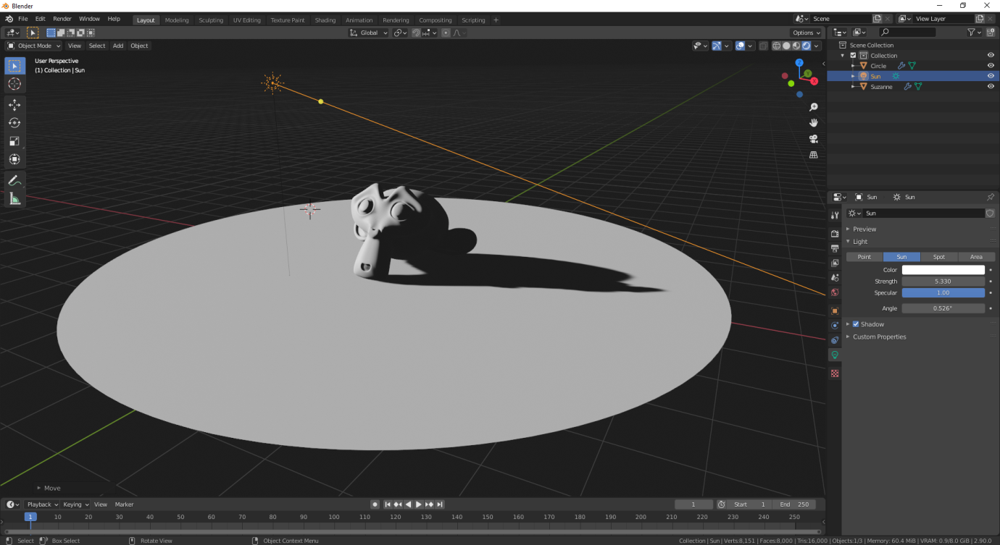 Blender
File Edit Render Window Help Layout Modeling Sculpting UV Editing Texture Paint Shading Animation Rendering Compositing Scripting + Scene View Layer
Global Options
Object Mode View Select Add Object
User Perspective
(1) Collection | Sun
Z
Y
X
Move
Scene Collection
Collection
Circle
Sun
Suzanne
Sun Sun
Sun
Preview
Light
Point Sun Spot Area
Color
Strength 5.330
Specular 1.00
Angle 0.526°
Shadow
Custom Properties
Playback Keying View Marker 1 Start 1 End 250
1 10 20 30 40 50 60 70 80 90 100 110 120 130 140 150 160 170 180 190 200 210 220 230 240 250
Select Box Select Rotate View Object Context Menu Collection | Sun | Verts:8,151 | Faces:8,000 | Tris:16,000 | Objects:1/3 | Memory: 60.4 MiB | VRAM: 0.9/8.0 GiB | 2.90.0